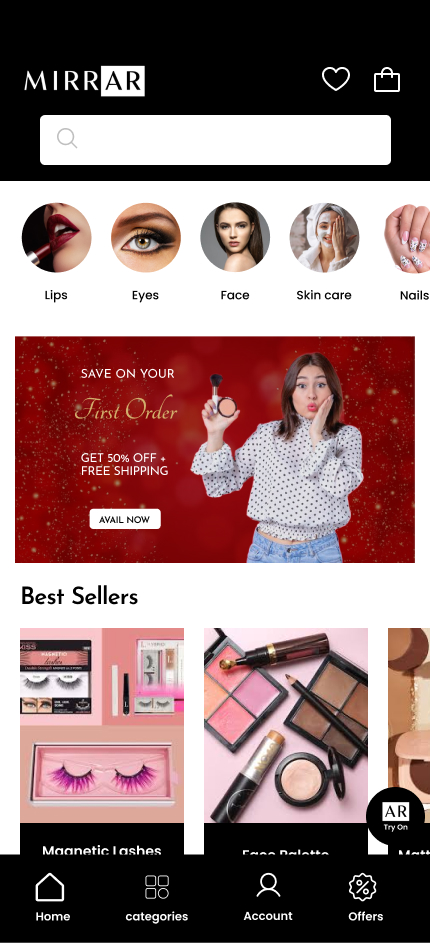 MIRRAR
Lips
Eyes
Face
Skin care
Nails
SAVE ON YOUR
First Order
GET 50% OFF +
FREE SHIPPING
AVAIL NOW
Best Sellers
KISS
MAGNETIC
lashes
Magnetic Lashes
Face Palette
Matt
AR
Try On
Home
categories
Account
Offers